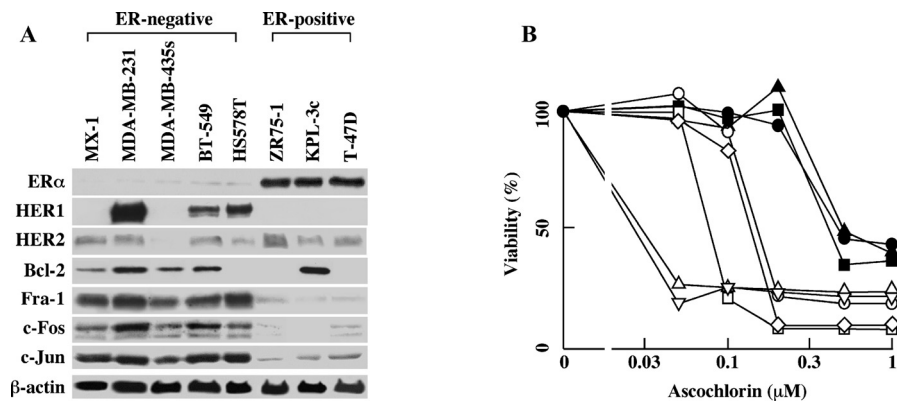 A
ER-negative ER-positive
MX-1
MDA-MB-231
MDA-MB-435s
BT-549
HS578T
ZR75-1
KPL-3c
T-47D
ERα
HER1
HER2
Bcl-2
Fra-1
c-Fos
c-Jun
β-actin
B
Viability (%)
100
50
0
0 0.03 0.1 0.3 1
Ascochlorin (μM)